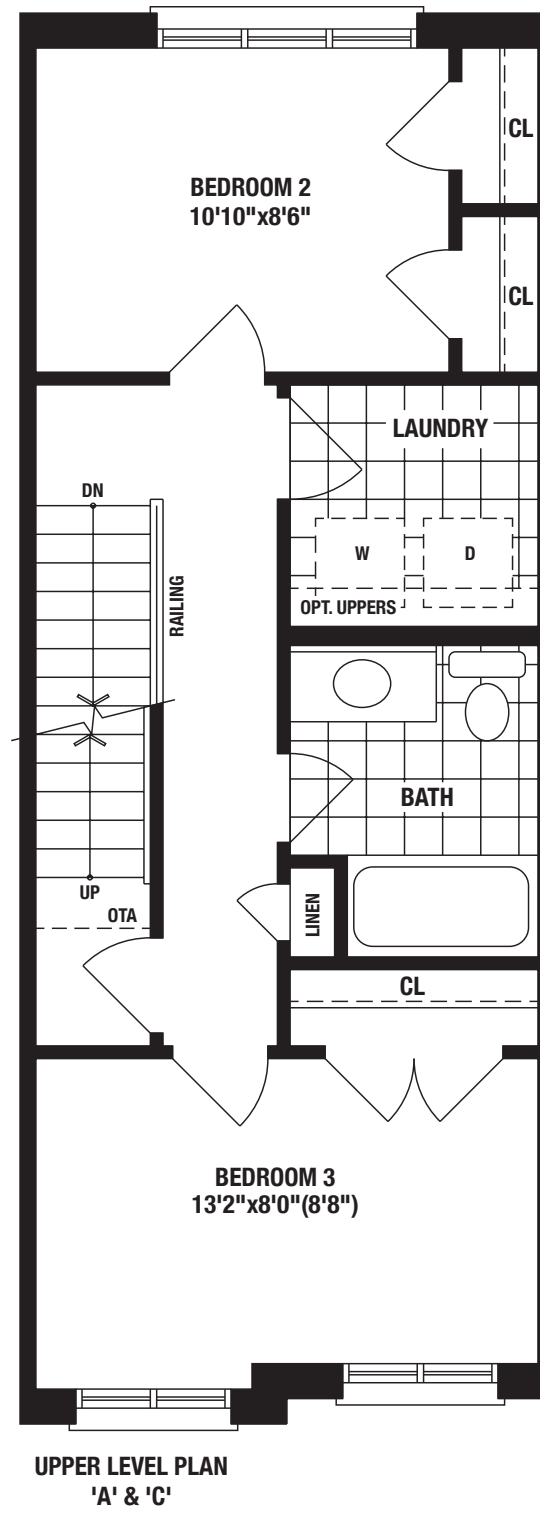 BEDROOM 2
10'10"x8'6"
CL
CL
LAUNDRY
DN
W
D
RAILING
OPT. UPPERS
BATH
UP
OTA
LINEN
CL
BEDROOM 3
13'2"x8'0"(8'8")
UPPER LEVEL PLAN
'A' & 'C'